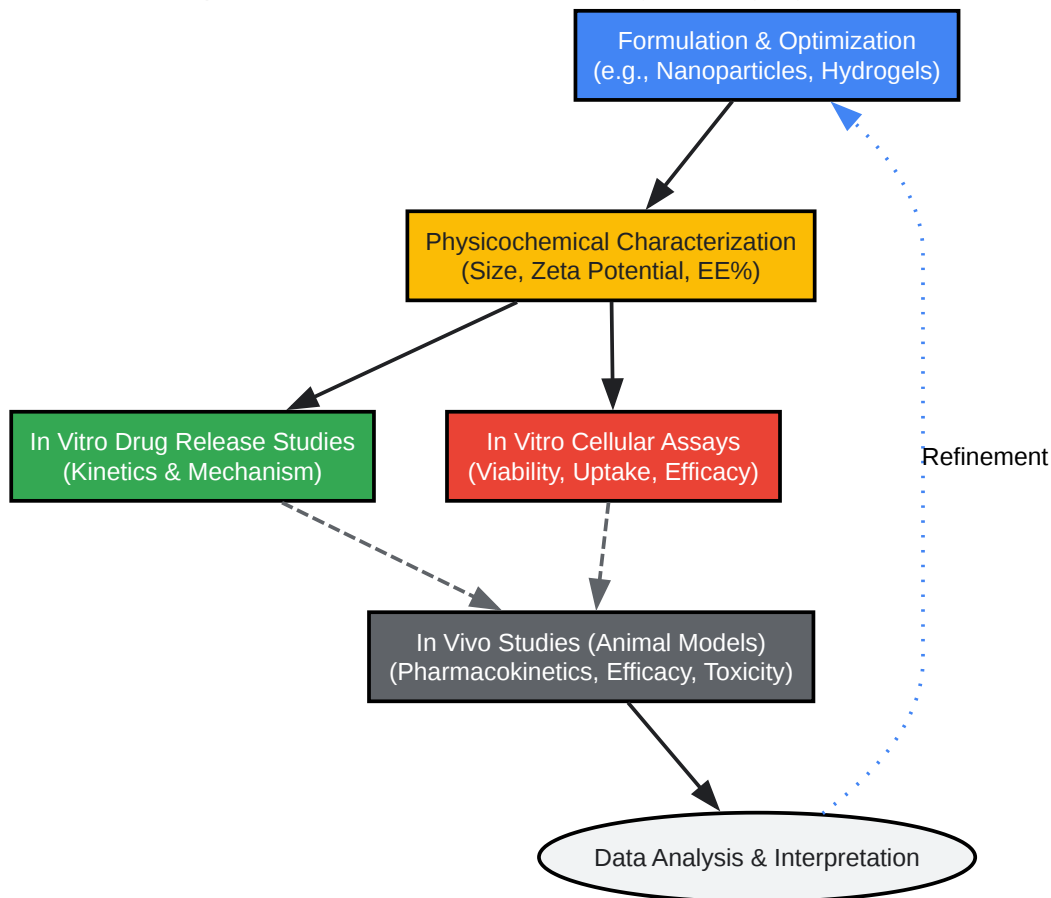 Formulation & Optimization
(e.g., Nanoparticles, Hydrogels)
Physicochemical Characterization
(Size, Zeta Potential, EE%)
In Vitro Drug Release Studies
(Kinetics & Mechanism)
In Vitro Cellular Assays
(Viability, Uptake, Efficacy)
Refinement
In Vivo Studies (Animal Models)
(Pharmacokinetics, Efficacy, Toxicity)
Data Analysis & Interpretation